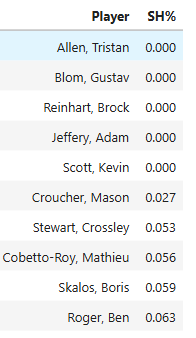 Player SH%
Allen, Tristan 0.000
Blom, Gustav 0.000
Reinhart, Brock 0.000
Jeffery, Adam 0.000
Scott, Kevin 0.000
Croucher, Mason 0.027
Stewart, Crossley 0.053
Cobetto-Roy, Mathieu 0.056
Skalos, Boris 0.059
Roger, Ben 0.063